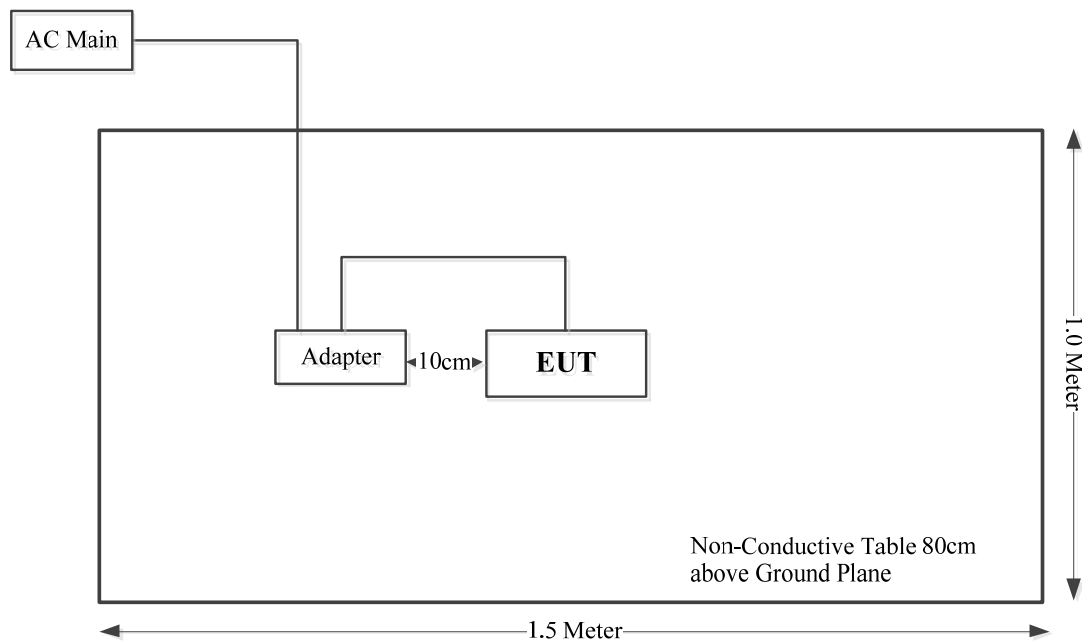 AC Main
Adapter
10cm
EUT
1.0 Meter
Non-Conductive Table 80cm
above Ground Plane
1.5 Meter